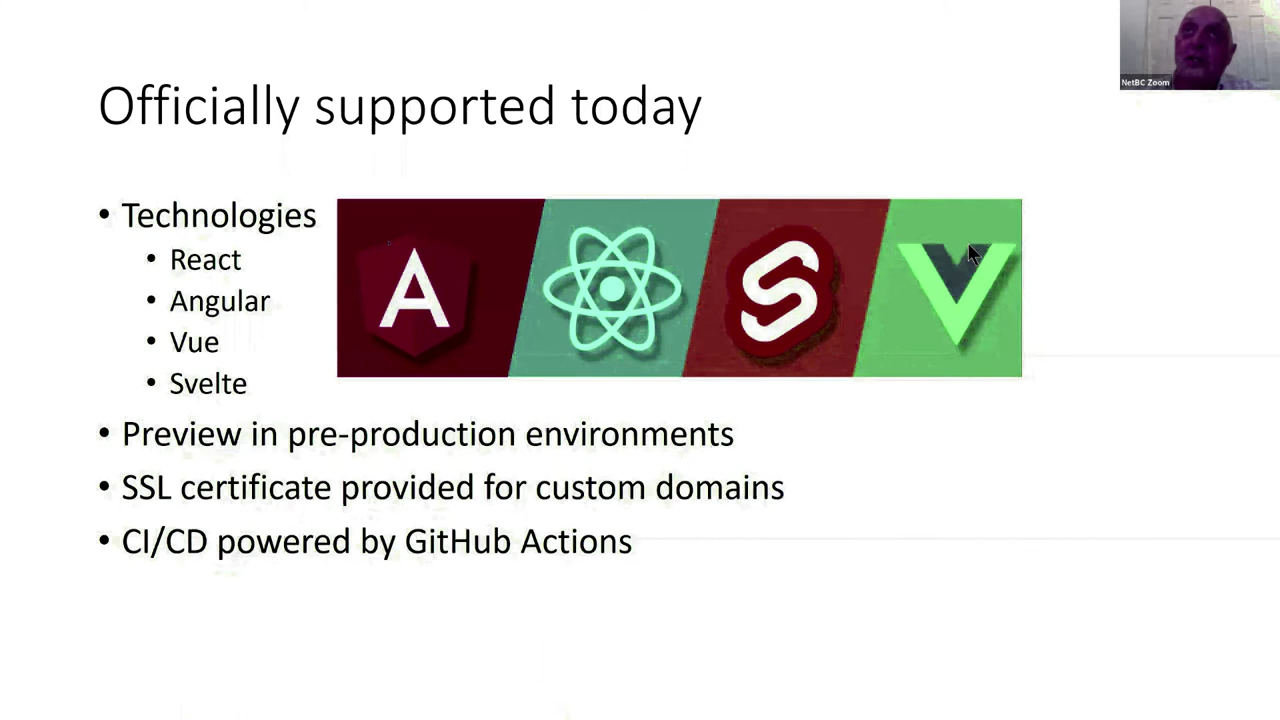 NetBC Zoom
Officially supported today
• Technologies
• React
• Angular
• Vue
• Svelte
• Preview in pre-production environments
• SSL certificate provided for custom domains
• CI/CD powered by GitHub Actions